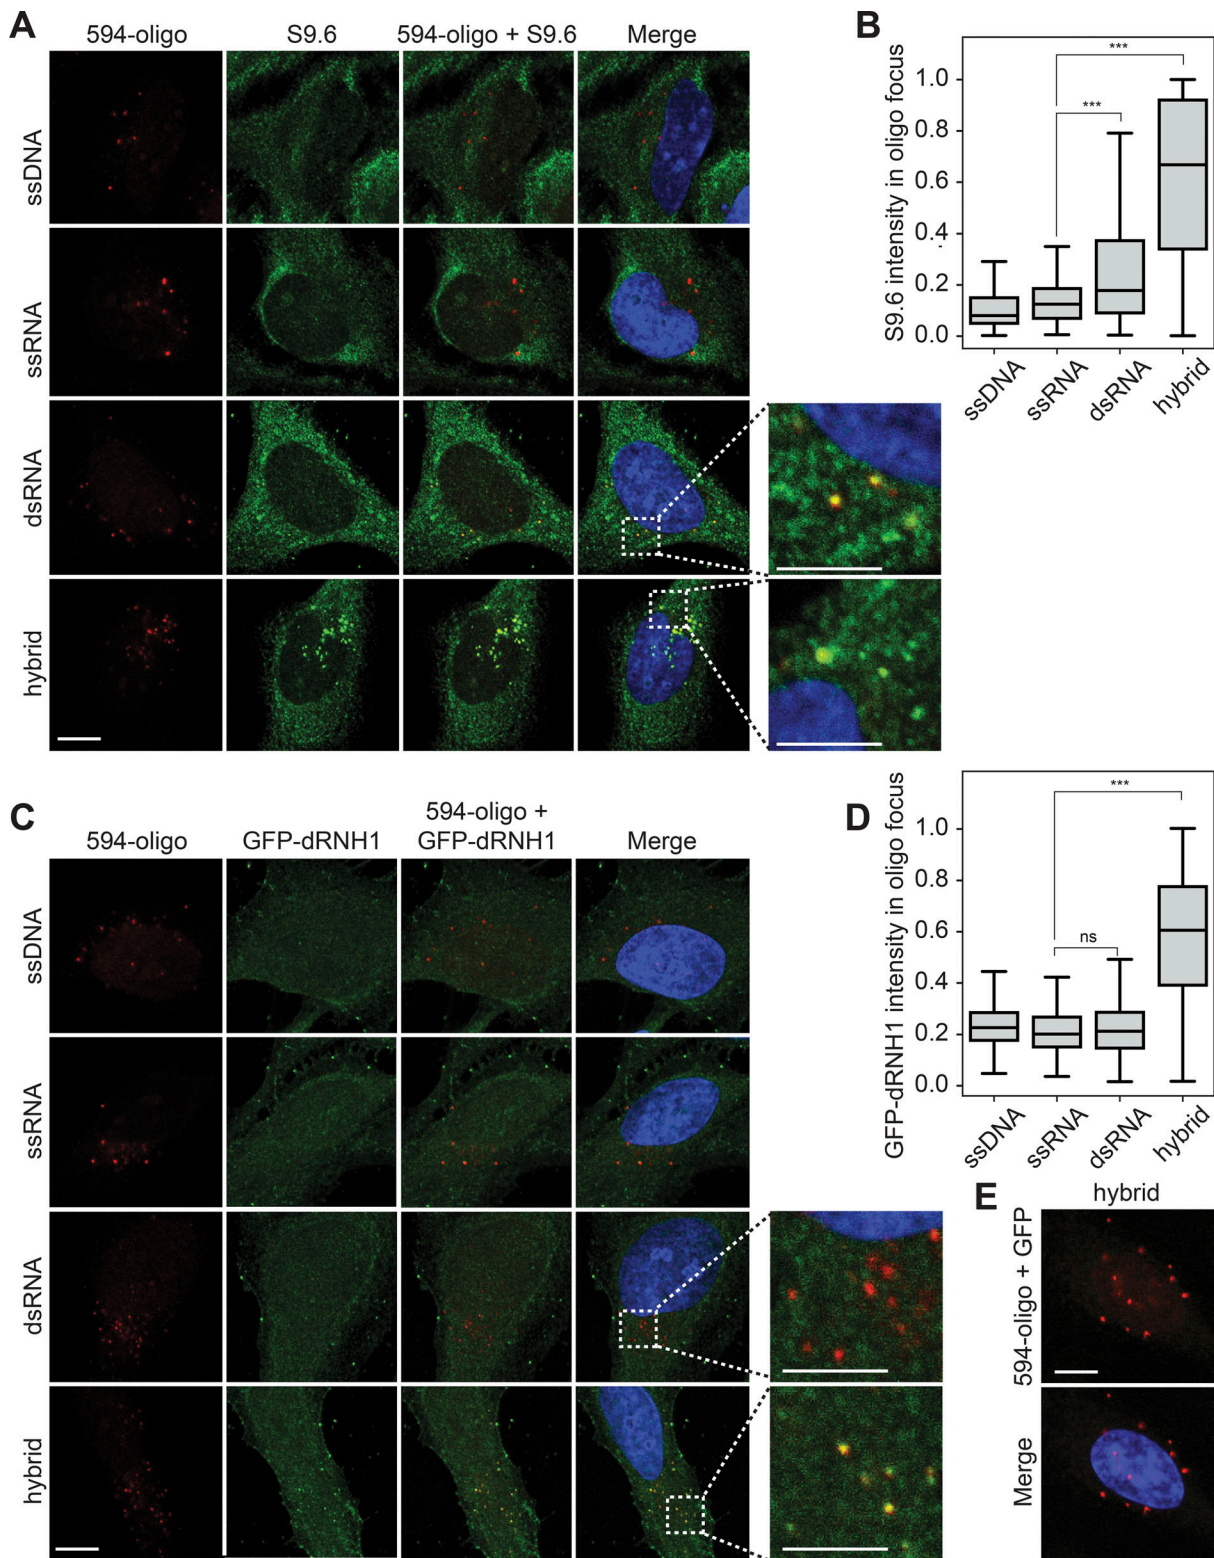 A
594-oligo
S9.6
594-oligo + S9.6
Merge
ssDNA
ssRNA
dsRNA
hybrid
B
S9.6 intensity in oligo focus
1.0
0.8
0.6
0.4
0.2
0.0
***
***
ssDNA
ssRNA
dsRNA
hybrid
C
594-oligo
GFP-dRNH1
594-oligo +
GFP-dRNH1
Merge
ssDNA
ssRNA
dsRNA
hybrid
D
GFP-dRNH1 intensity in oligo focus
1.0
0.8
0.6
0.4
0.2
0.0
***
ns
ssDNA
ssRNA
dsRNA
hybrid
E
hybrid
594-oligo + GFP
Merge